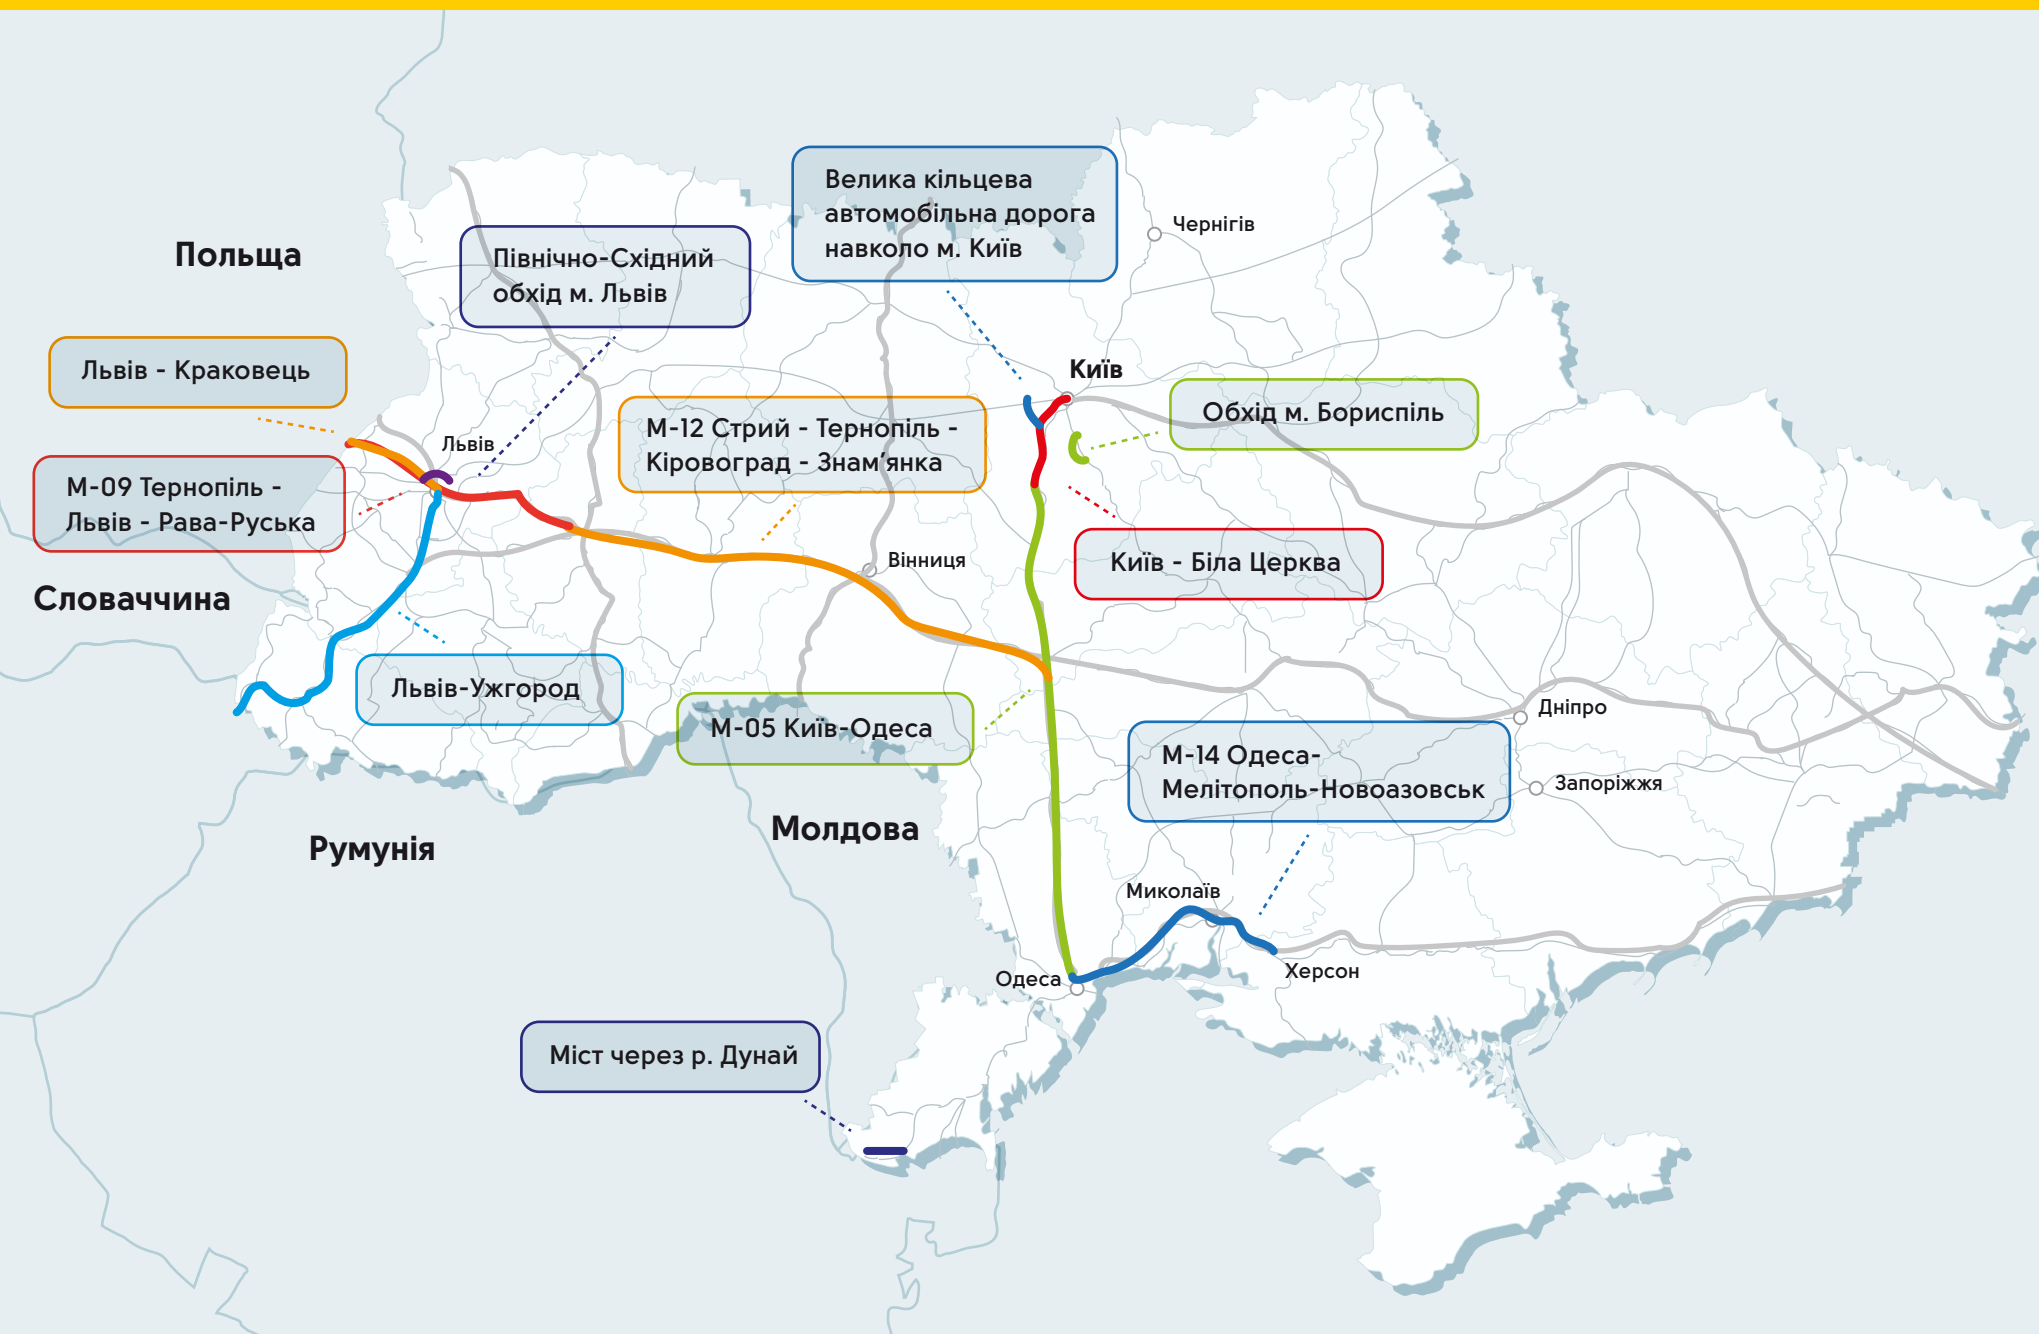 Велика кільцева
автомобільна дорога
навколо м. Київ
Чернігів
Польща
Північно-Східний
обхід м. Львів
Львів - Краковець
Київ
Обхід м. Бориспіль
М-12 Стрий - Тернопіль -
Кіровоград - Знам’янка
Львів
М-09 Тернопіль -
Львів - Рава-Руська
Київ - Біла Церква
Вінниця
Словаччина
Львів-Ужгород
М-05 Київ-Одеса
Дніпро
М-14 Одеса-
Мелітополь-Новоазовськ
Запоріжжя
Румунія
Молдова
Миколаїв
Одеса
Херсон
Міст через р. Дунай